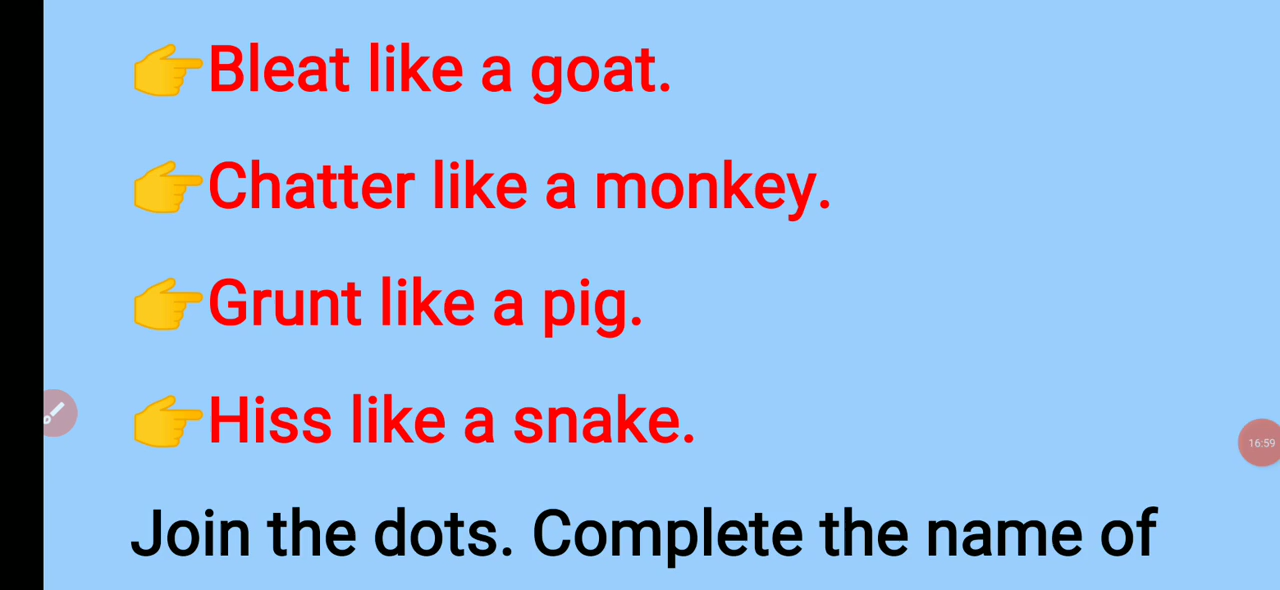 👉Bleat like a goat.
👉Chatter like a monkey.
👉Grunt like a pig.
👉Hiss like a snake.
16:59
Join the dots. Complete the name of